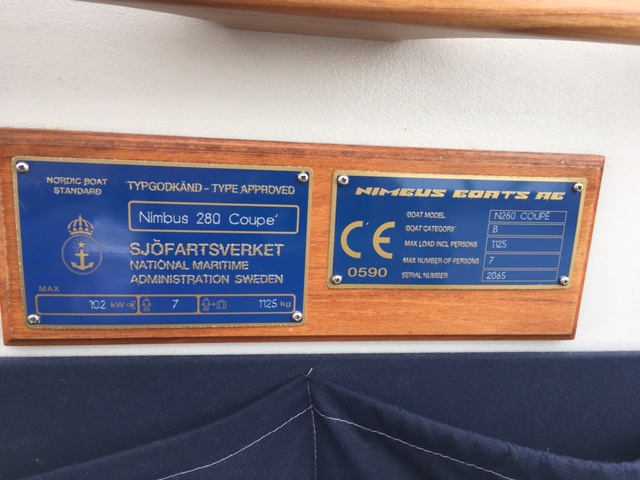 NORDIC BOAT STANDARD
TYPGODKÄND - TYPE APPROVED
Nimbus 280 Coupe´
SJÖFARTSVERKET
NATIONAL MARITIME
ADMINISTRATION SWEDEN
MAX
102 kW 7 1125 kg
NIMBUS BOATS AB
CE
0590
BOAT MODEL N280 COUPÉ
BOAT CATEGORY B
MAX LOAD INCL PERSONS 1125
MAX NUMBER-OF-PERSONS 7
SERIAL NUMBER 2065